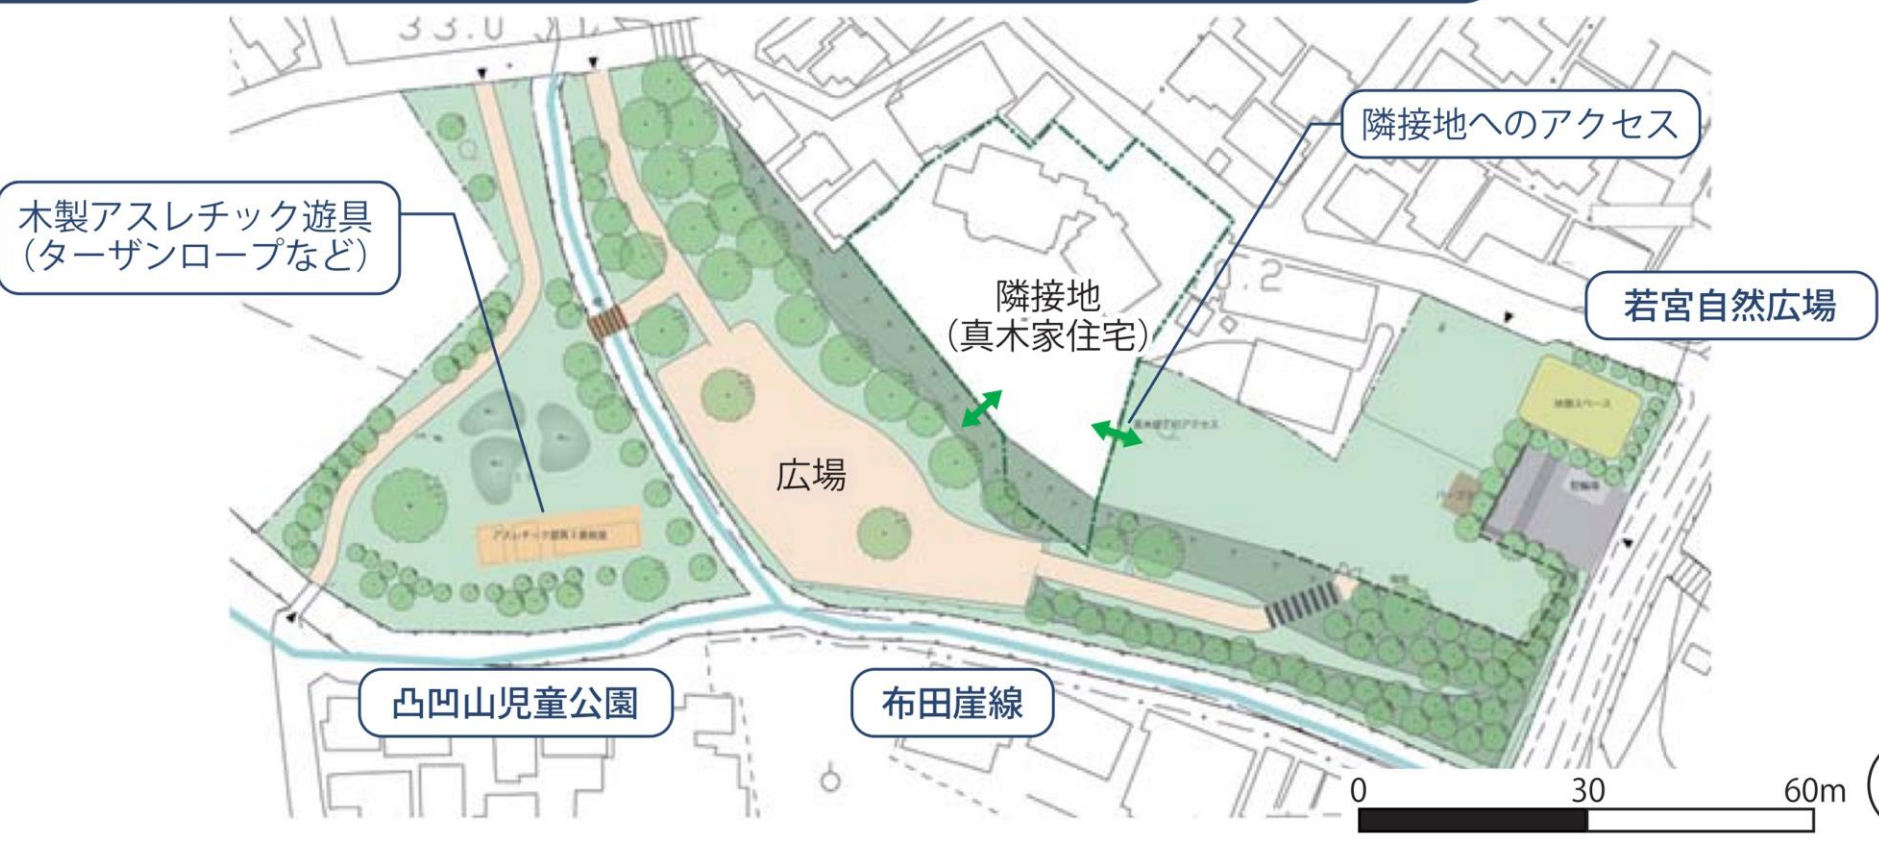 隣接地へのアクセス
木製アスレチック遊具
（ターザンロープなど）
隣接地
（真木家住宅）
若宮自然広場
広場
凸凹山児童公園
布田崖線
0 30 60m